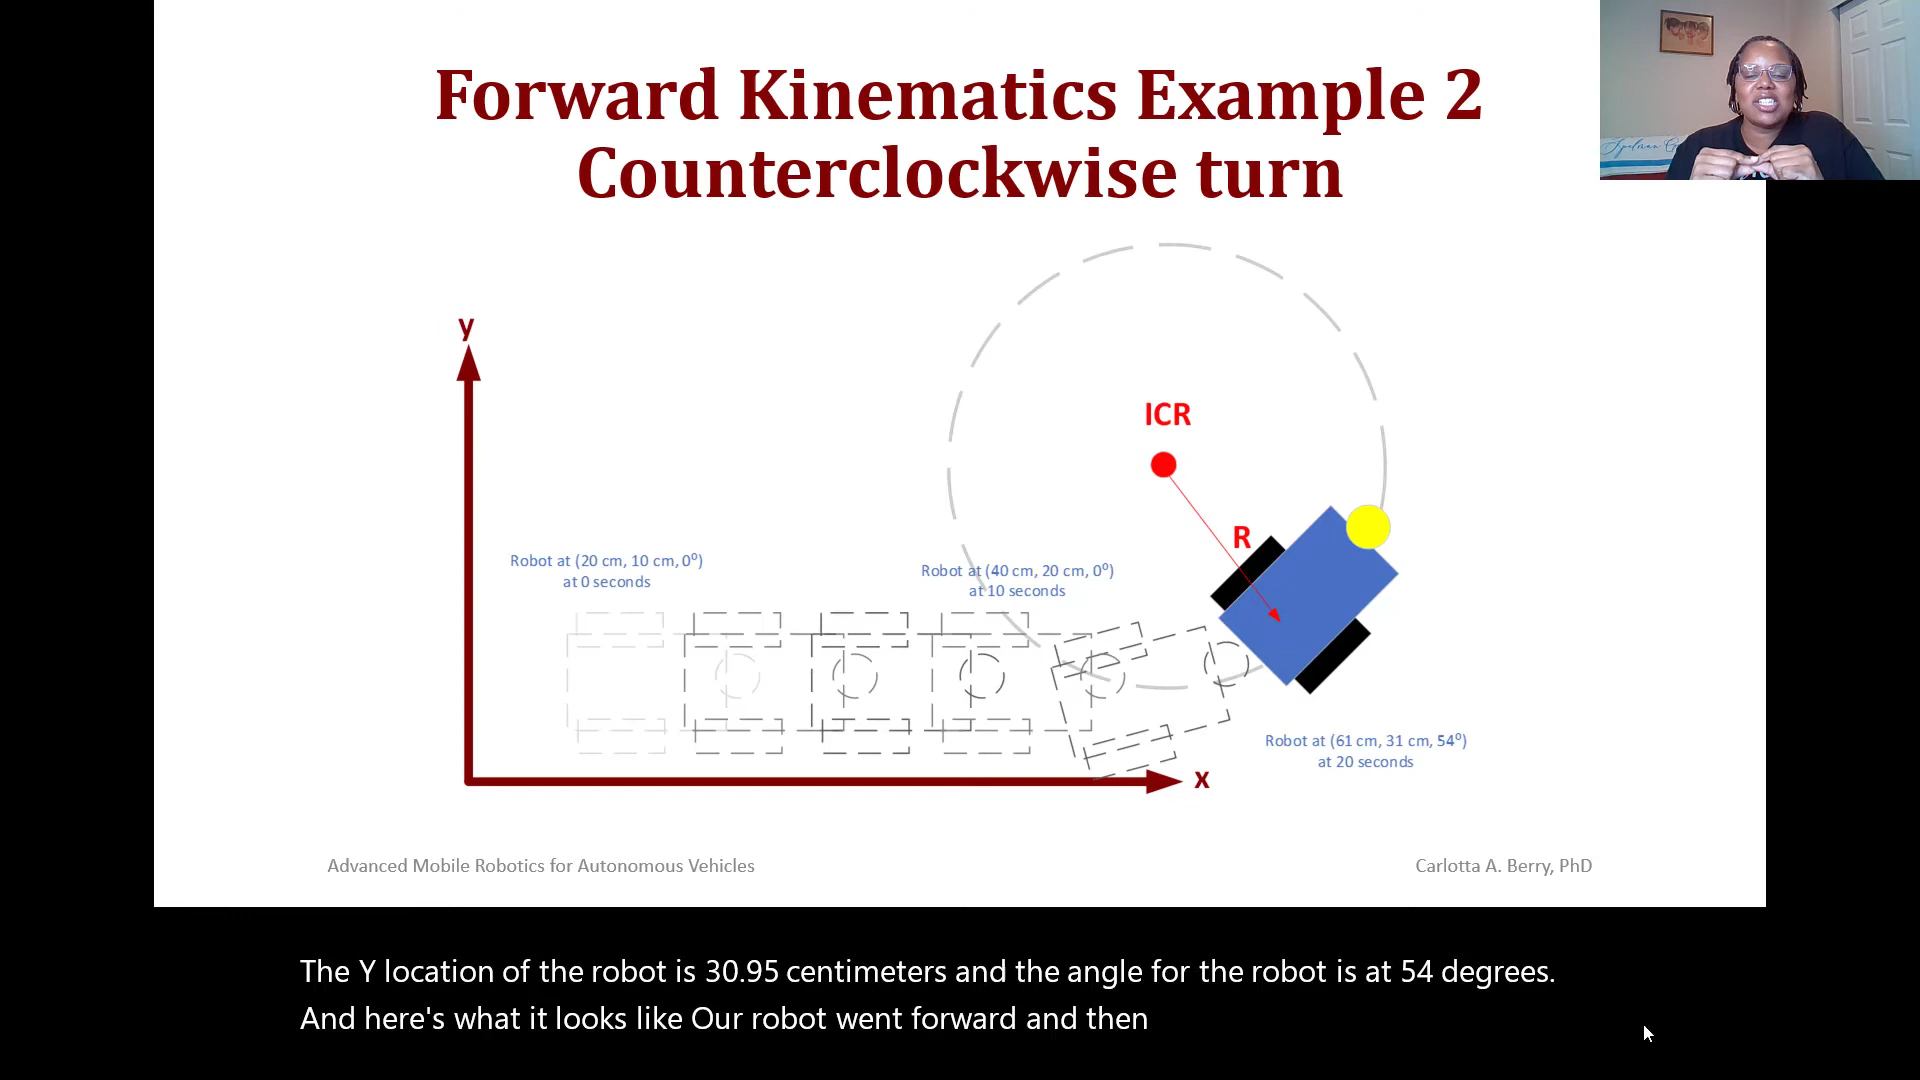 Forward Kinematics Example 2
Counterclockwise turn
y
ICR
R
Robot at (20 cm, 10 cm, 0⁰)
at 0 seconds
Robot at (40 cm, 20 cm, 0⁰)
at 10 seconds
Robot at (61 cm, 31 cm, 54⁰)
at 20 seconds
x
Advanced Mobile Robotics for Autonomous Vehicles
Carlotta A. Berry, PhD
The Y location of the robot is 30.95 centimeters and the angle for the robot is at 54 degrees.
And here's what it looks like Our robot went forward and then